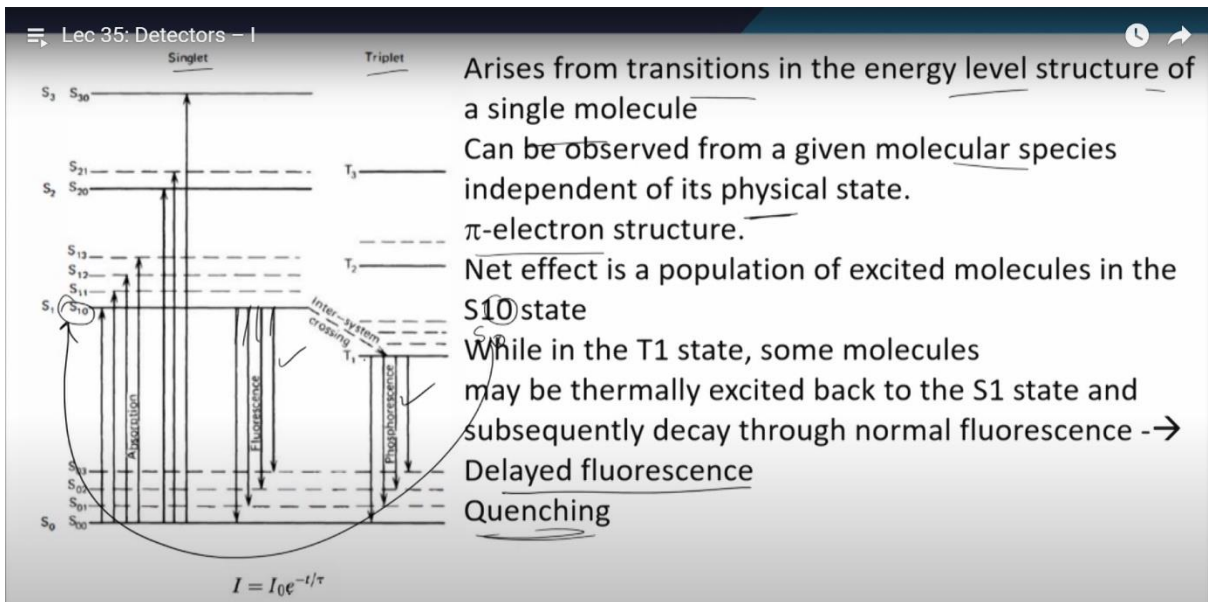 Lec 35: Detectors – I
Singlet
Triplet
S3 S30
S21
S2 S20
T3
S13
S12
S11
T2
S1 S10
Inter-system
crossing
T1
Absorption
Fluorescence
Phosphorescence
S03
S02
S01
S0 S00
I = I0e^-t/τ
Arises from transitions in the energy level structure of
a single molecule
Can be observed from a given molecular species
independent of its physical state.
π-electron structure.
Net effect is a population of excited molecules in the
S10 state
S10
While in the T1 state, some molecules
may be thermally excited back to the S1 state and
subsequently decay through normal fluorescence -→
Delayed fluorescence
Quenching